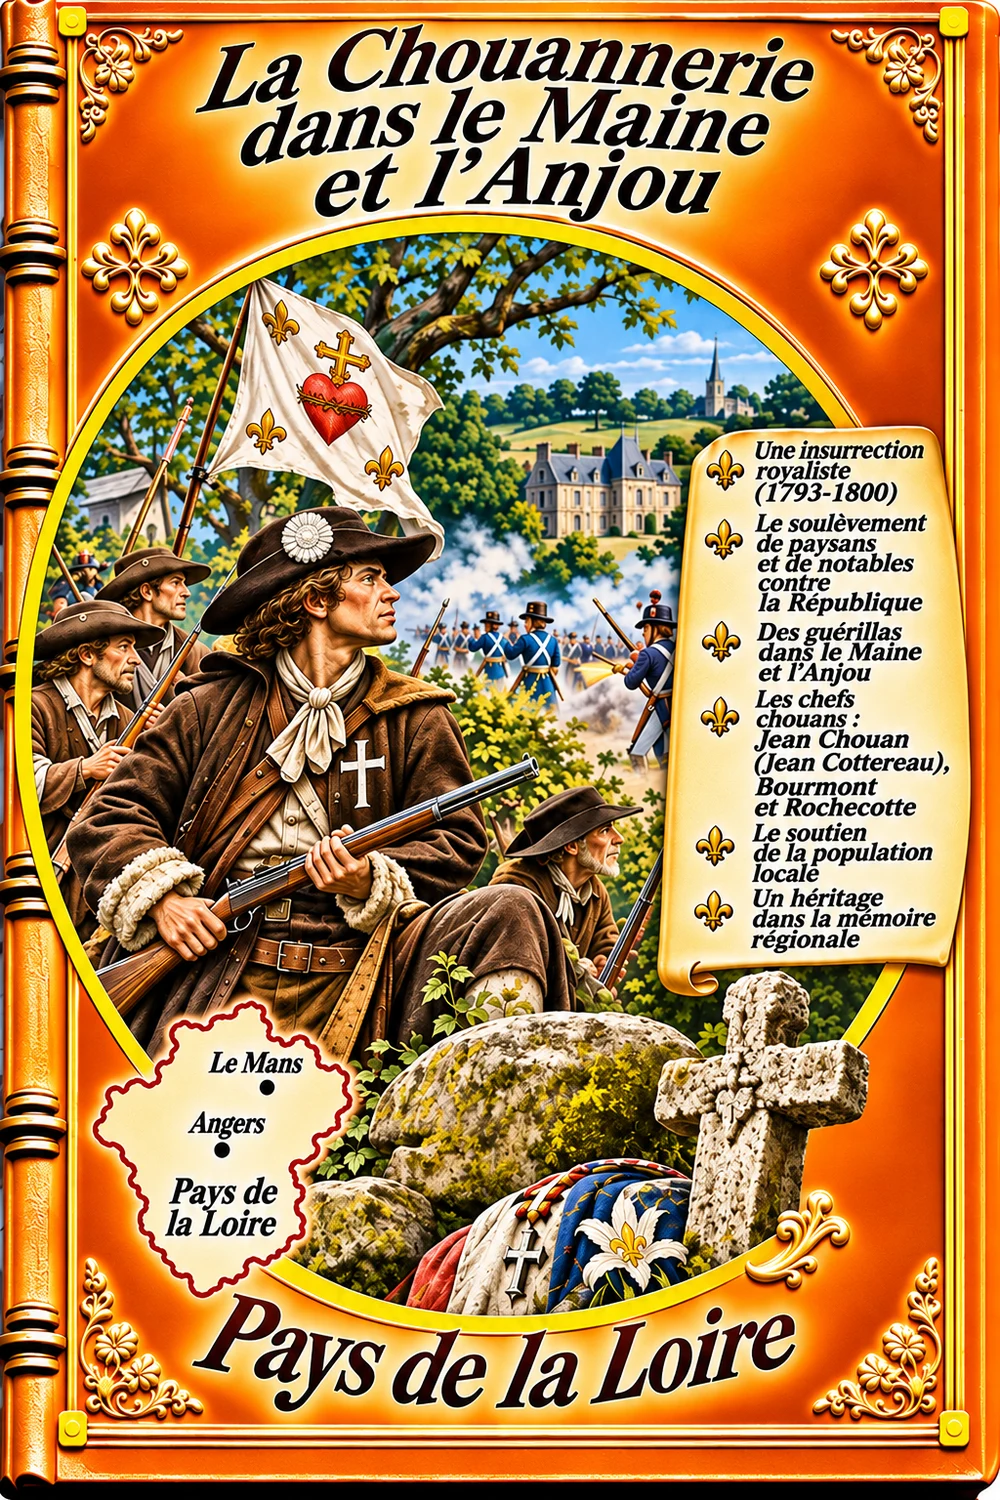 La Chouannerie
dans le Maine
et l'Anjou
Une insurrection
royaliste
(1793-1800)
Le soulèvement
de paysans
et de notables
contre
la République
Des guérillas
dans le Maine
et l'Anjou
Les chefs
chouans :
Jean Chouan
(Jean Cottereau),
Bourmont
et Rochecotte
Le soutien
de la population
locale
Un héritage
dans la mémoire
régionale
Le Mans
Angers
Pays de
la Loire
Pays de la Loire